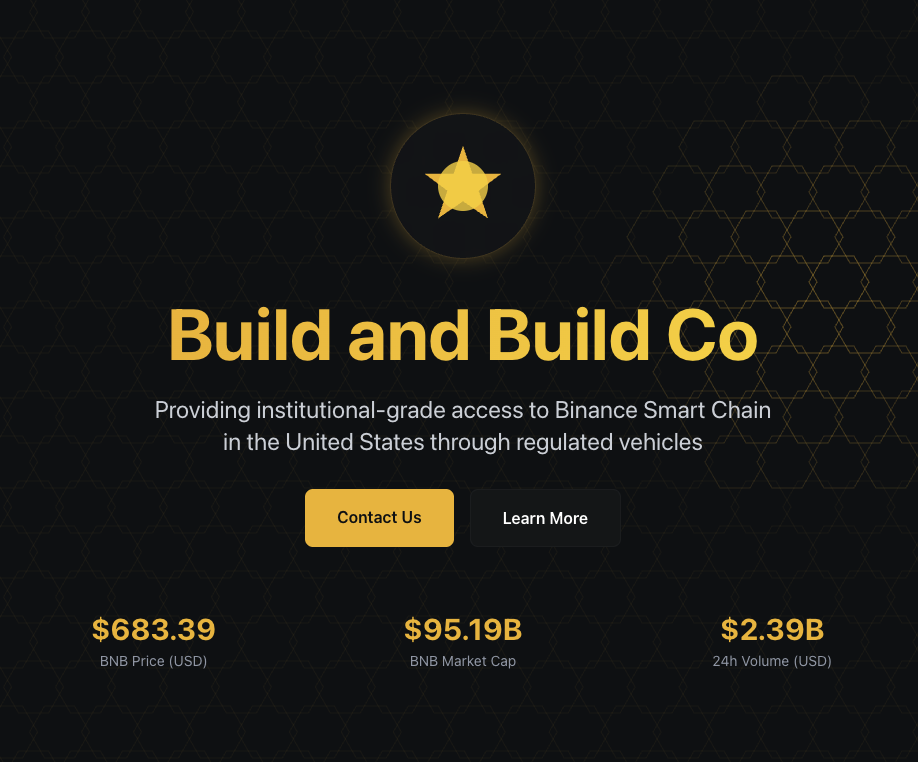 Build and Build Co
Providing institutional-grade access to Binance Smart Chain
in the United States through regulated vehicles
Contact Us
Learn More
$683.39
BNB Price (USD)
$95.19B
BNB Market Cap
$2.39B
24h Volume (USD)